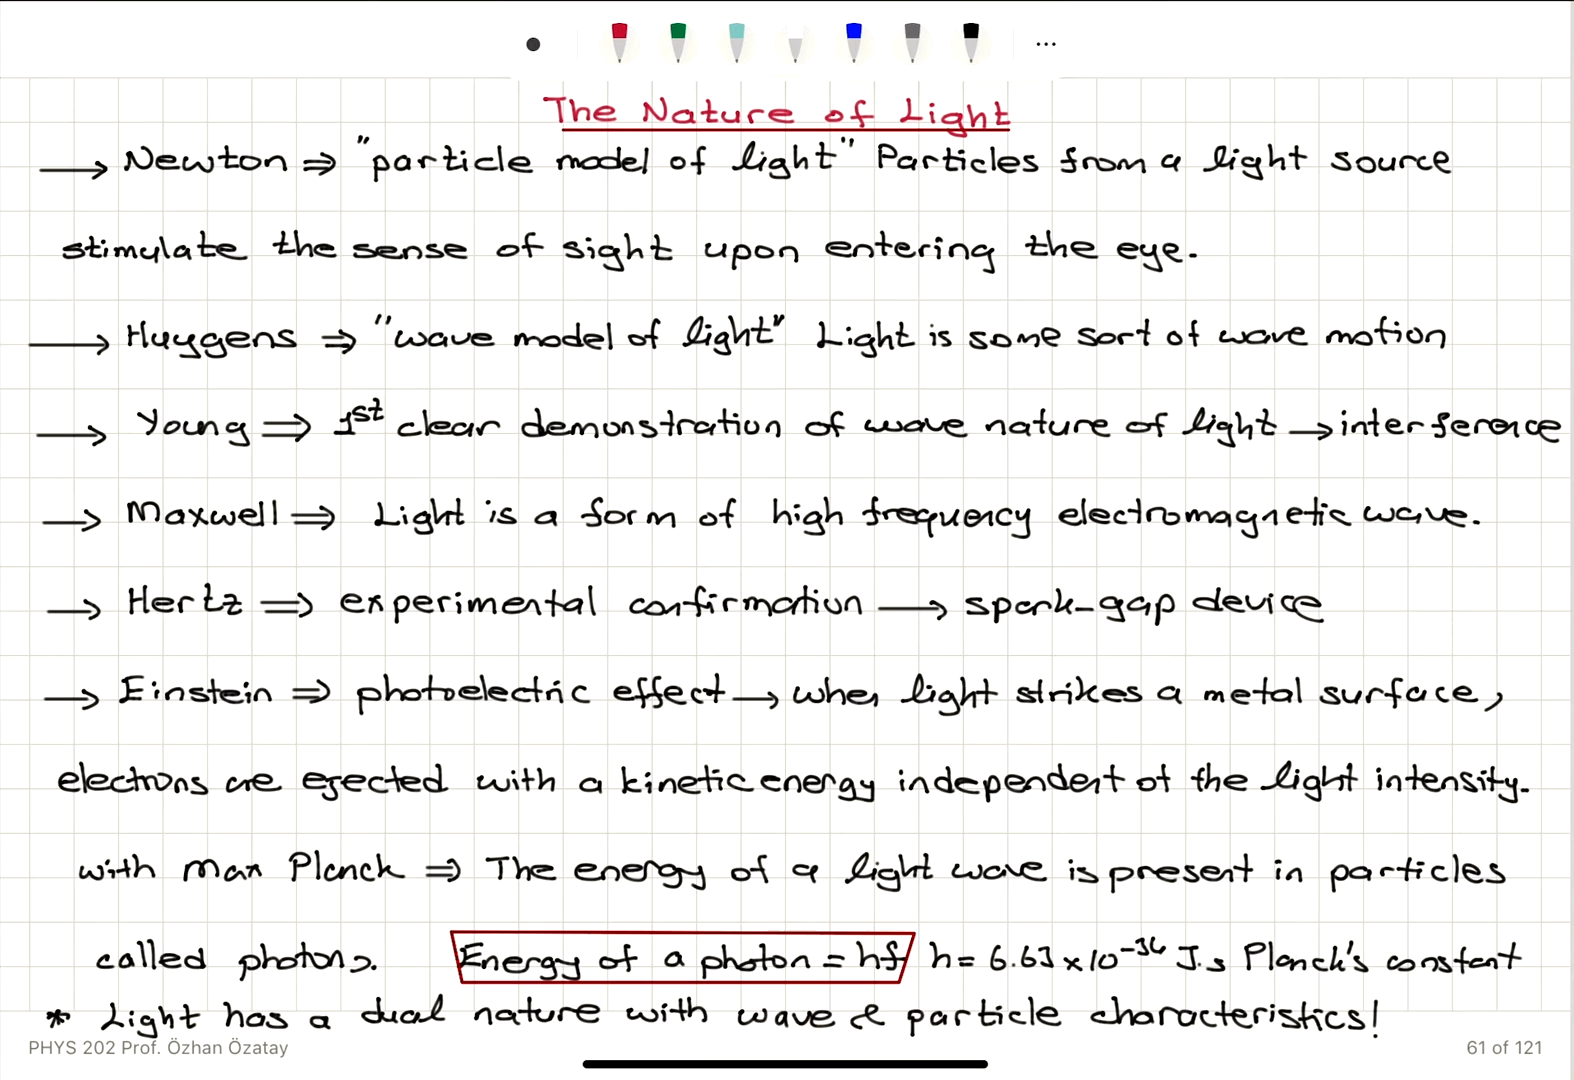 The Nature of Light
→ Newton ⇒ "particle model of light" Particles from a light source
stimulate the sense of sight upon entering the eye.
→ Huygens ⇒ "wave model of light" Light is some sort of wave motion
→ Young ⇒ 1st clear demonstration of wave nature of light → interference
→ Maxwell ⇒ Light is a form of high frequency electromagnetic wave.
→ Hertz ⇒ experimental confirmation → spark-gap device
→ Einstein ⇒ photoelectric effect → when light strikes a metal surface,
electrons are ejected with a kinetic energy independent of the light intensity.
with Max Planck ⇒ The energy of a light wave is present in particles
called photons. Energy of a photon = hf h = 6.63 x 10^-34 J.s Planck's constant
* Light has a dual nature with wave & particle characteristics!
PHYS 202 Prof. Özhan Özatay 61 of 121